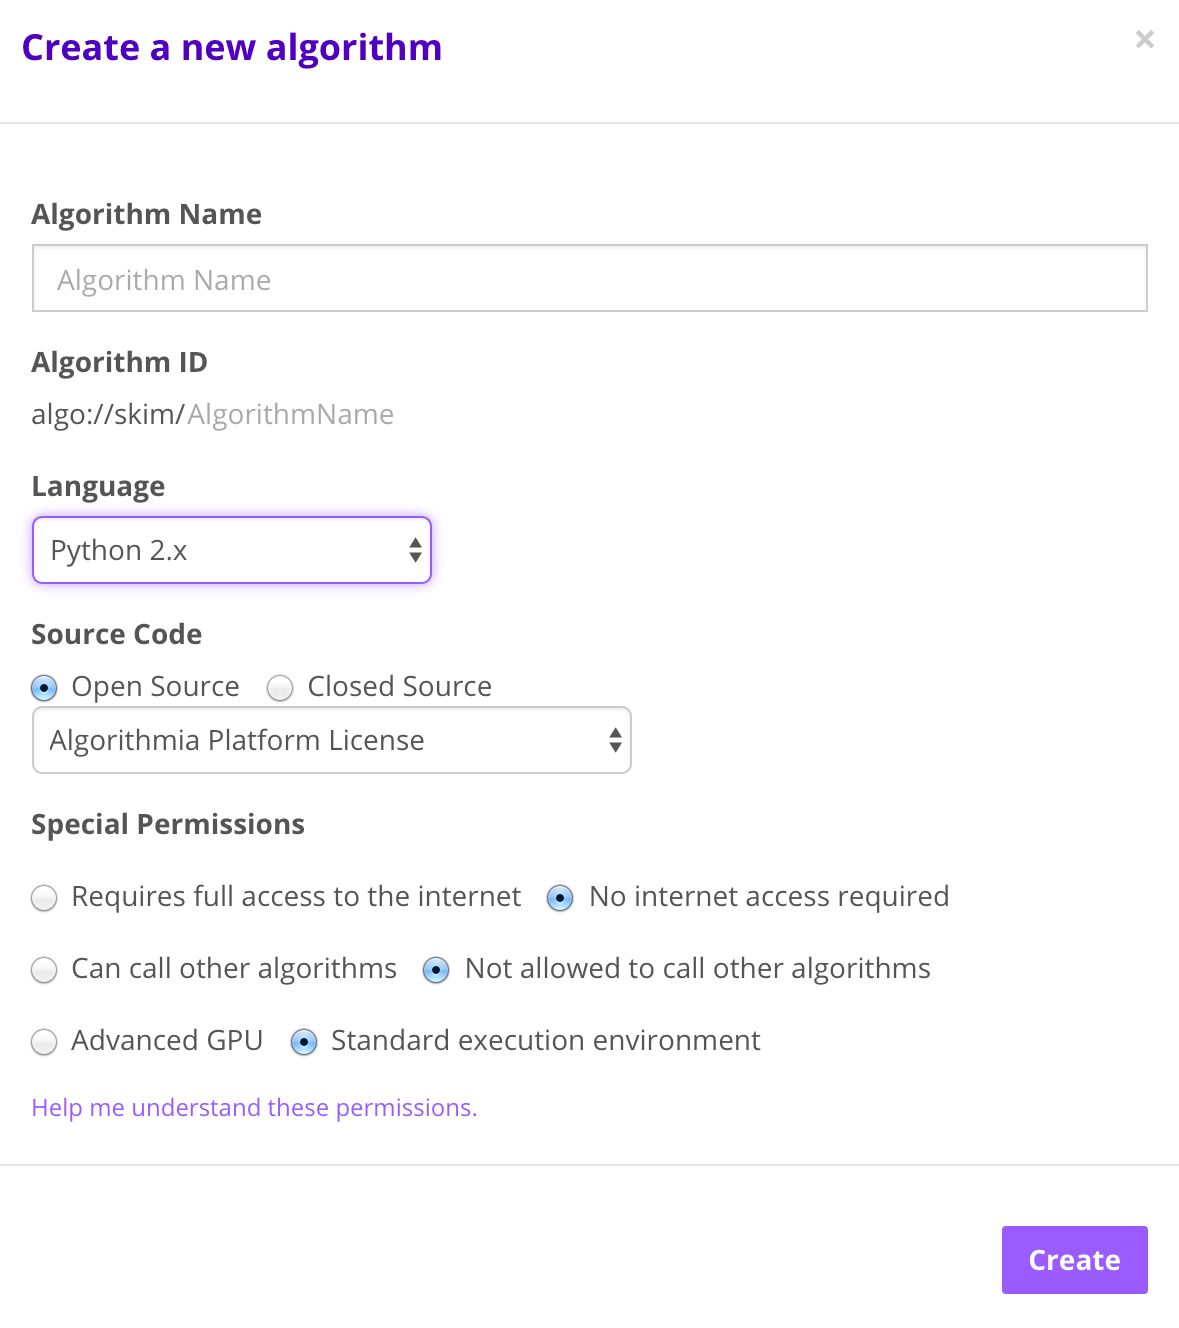 Create a new algorithm ×
Algorithm Name
Algorithm Name
Algorithm ID
algo://skim/AlgorithmName
Language
Python 2.x
Source Code
Open Source Closed Source
Algorithmia Platform License
Special Permissions
Requires full access to the internet No internet access required
Can call other algorithms Not allowed to call other algorithms
Advanced GPU Standard execution environment
Help me understand these permissions.
Create